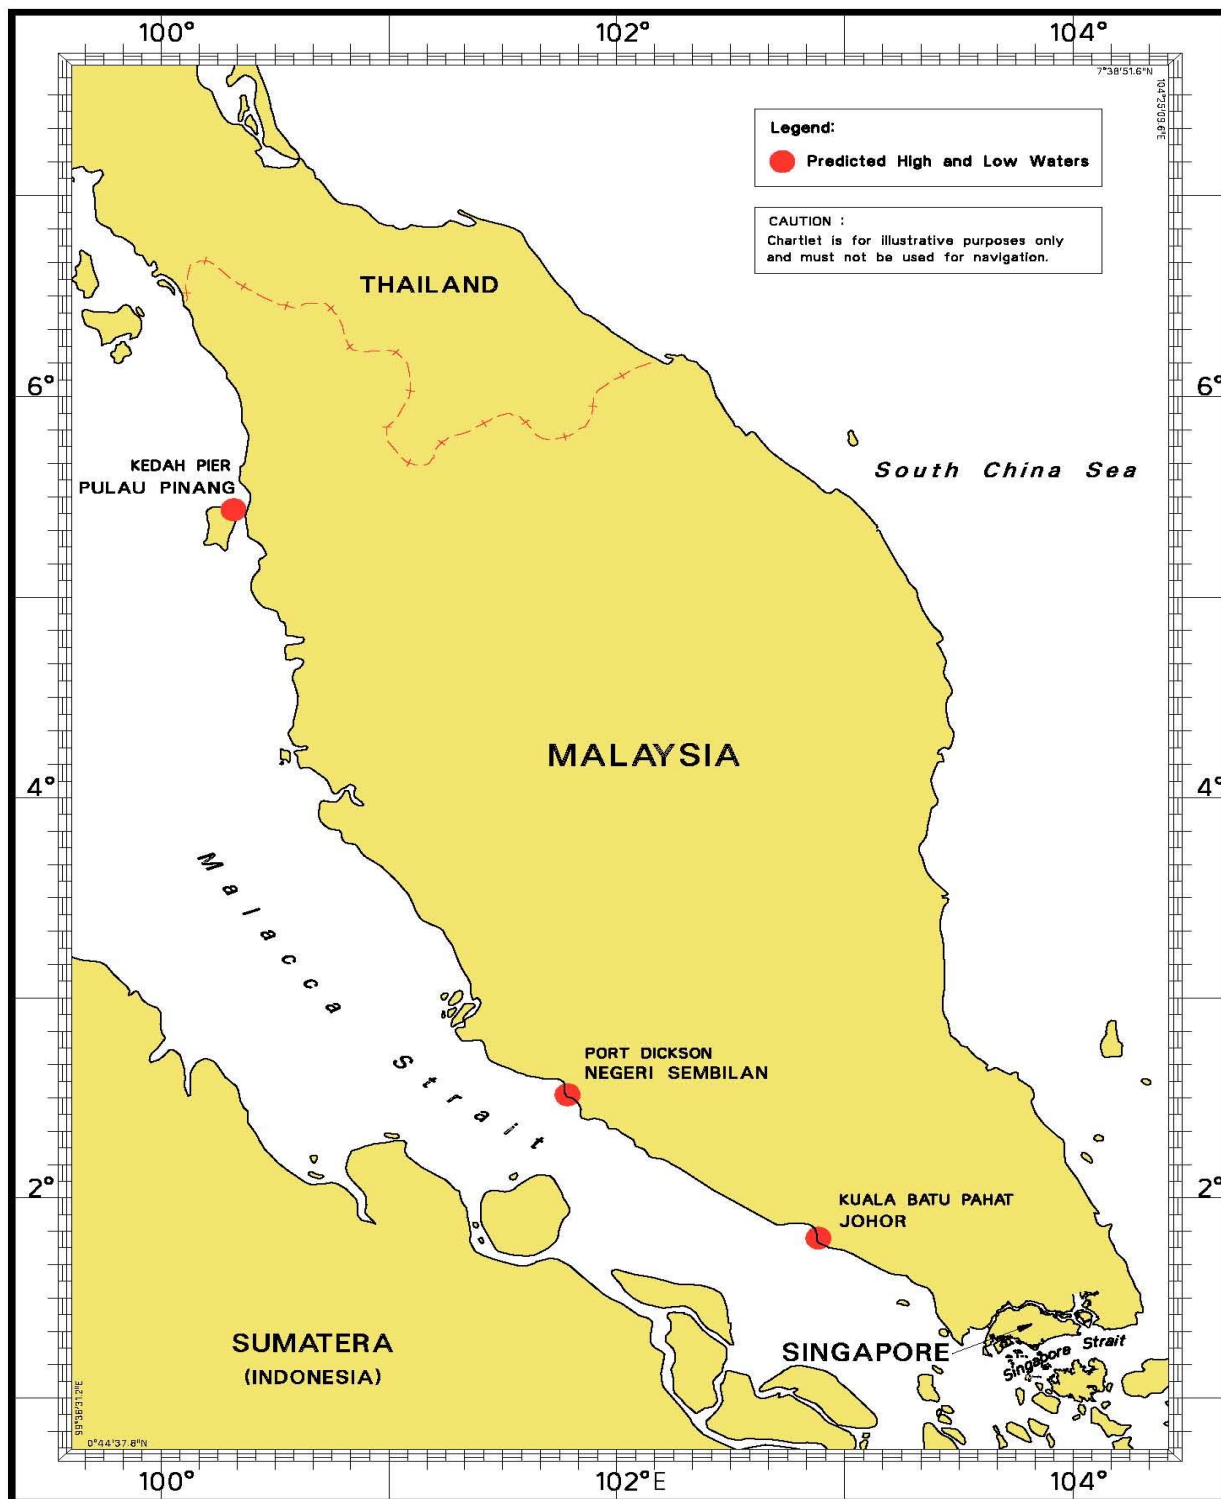 100°
102°
104°
7°38'51.6"N
104°25'09.6"E
Legend:
Predicted High and Low Waters
CAUTION :
Chartlet is for illustrative purposes only
and must not be used for navigation.
THAILAND
6°
6°
KEDAH PIER
PULAU PINANG
South China Sea
MALAYSIA
4°
4°
Malacca Strait
PORT DICKSON
NEGERI SEMBILAN
2°
2°
KUALA BATU PAHAT
JOHOR
SUMATERA
(INDONESIA)
SINGAPORE
Singapore Strait
99°36'31.2"E
0°44'37.8"N
100°
102°E
104°